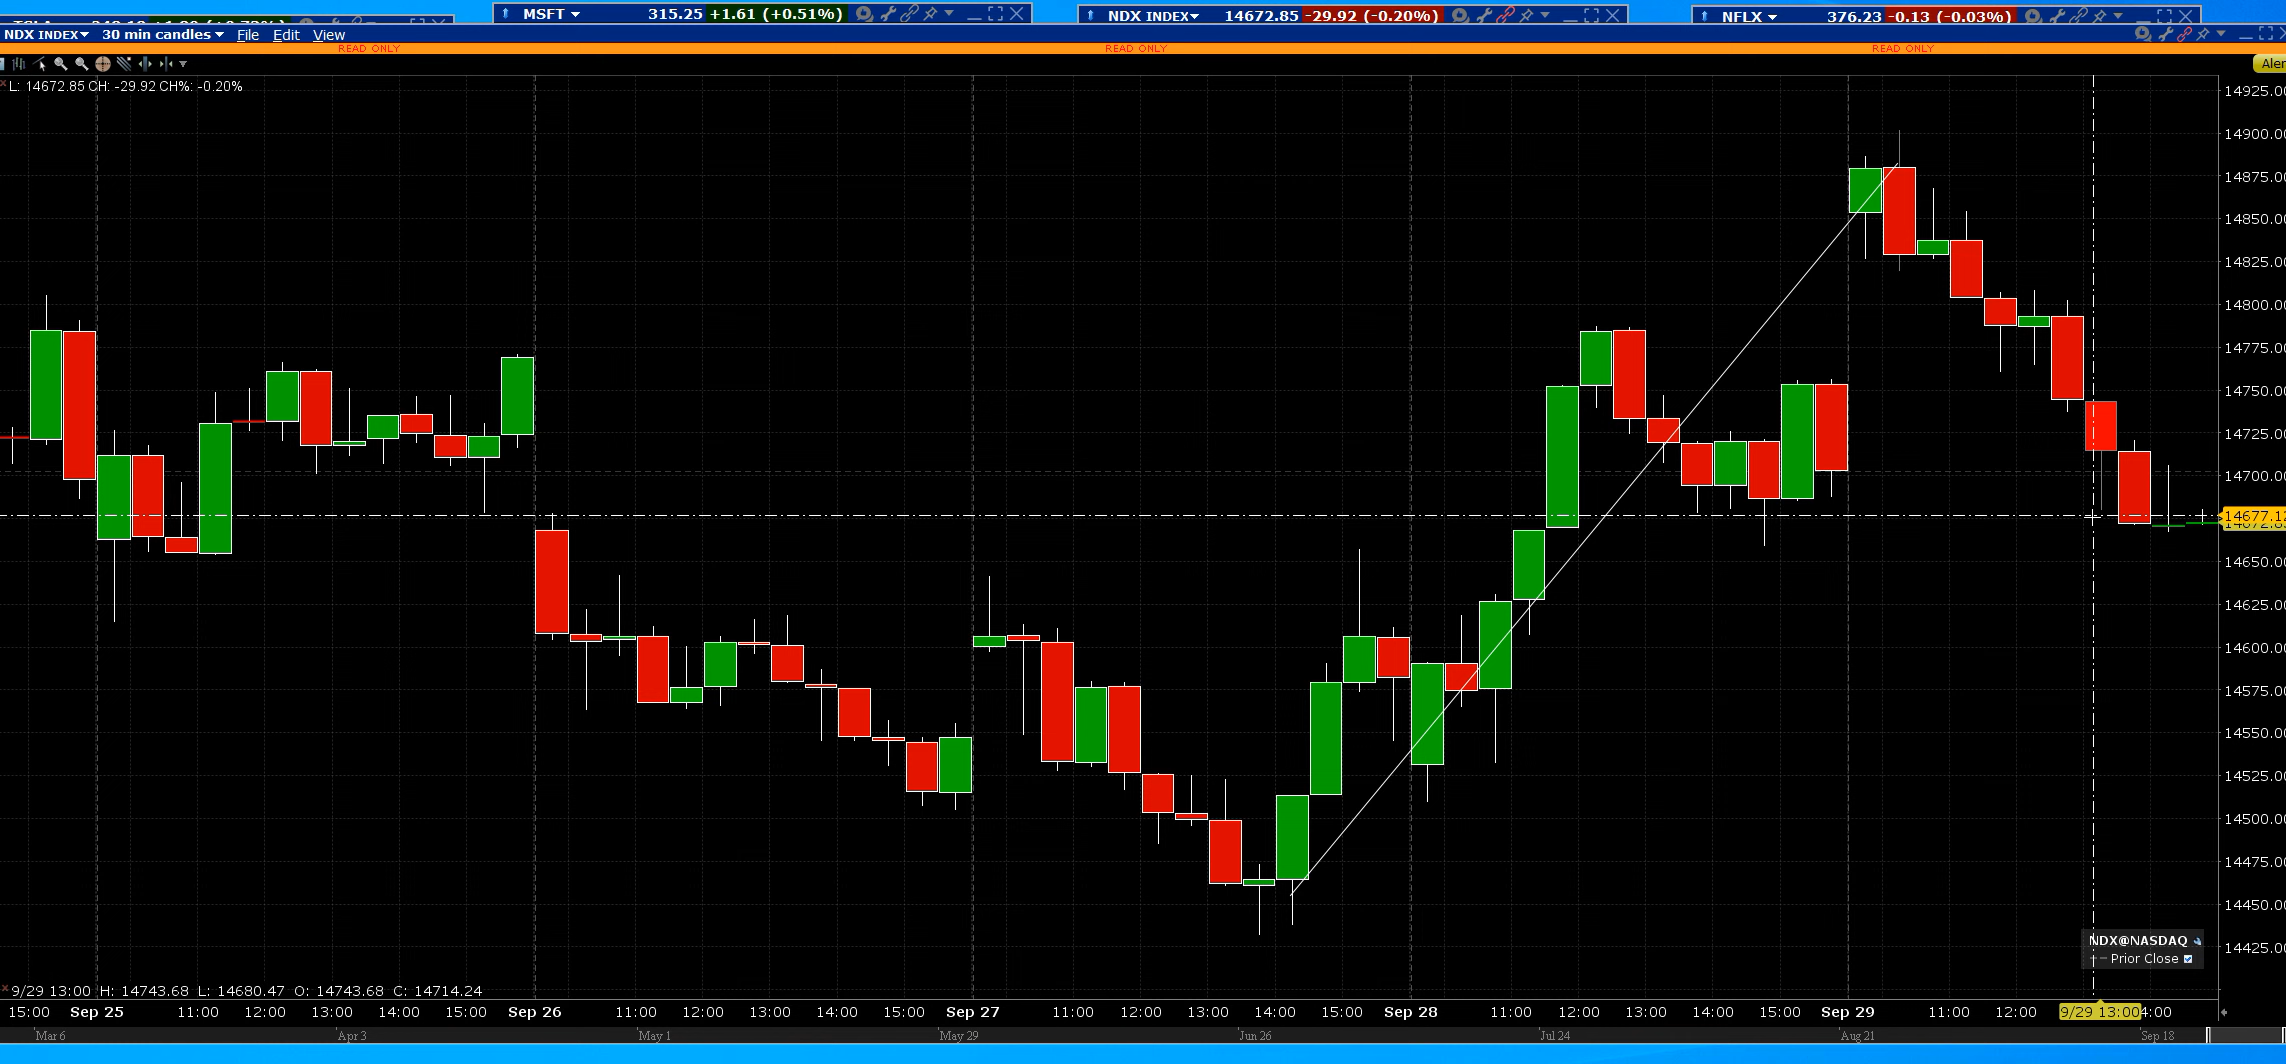 MSFT 315.25 +1.61 (+0.51%) NDX INDEX 14672.85 -29.92 (-0.20%) NFLX 376.23 -0.13 (-0.03%)
NDX INDEX 30 min candles File Edit View
READ ONLY READ ONLY READ ONLY
Aler
L: 14672.85 CH: -29.92 CH%: -0.20%
14925.00
14900.00
14875.00
14850.00
14825.00
14800.00
14775.00
14750.00
14725.00
14700.00
14677.12
14650.00
14625.00
14600.00
14575.00
14550.00
14525.00
14500.00
14475.00
14450.00
14425.00
NDX@NASDAQ
Prior Close
9/29 13:00 H: 14743.68 L: 14680.47 O: 14743.68 C: 14714.24
15:00 Sep 25 11:00 12:00 13:00 14:00 15:00 Sep 26 11:00 12:00 13:00 14:00 15:00 Sep 27 11:00 12:00 13:00 14:00 15:00 Sep 28 11:00 12:00 13:00 14:00 15:00 Sep 29 11:00 12:00 9/29 13:00 4:00
Mar 6 Apr 3 May 1 May 29 Jun 26 Jul 24 Aug 21 Sep 18